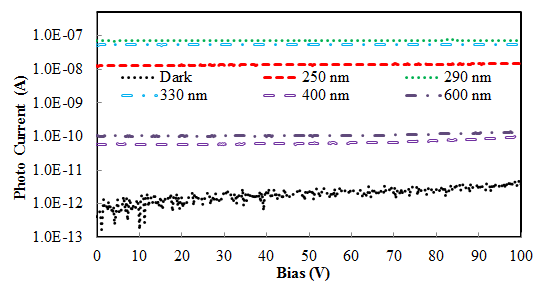 1.0E-07
1.0E-08
1.0E-09
1.0E-10
1.0E-11
1.0E-12
1.0E-13
Photo Current (A)
Dark 250 nm 290 nm
330 nm 400 nm 600 nm
0 10 20 30 40 50 60 70 80 90 100
Bias (V)